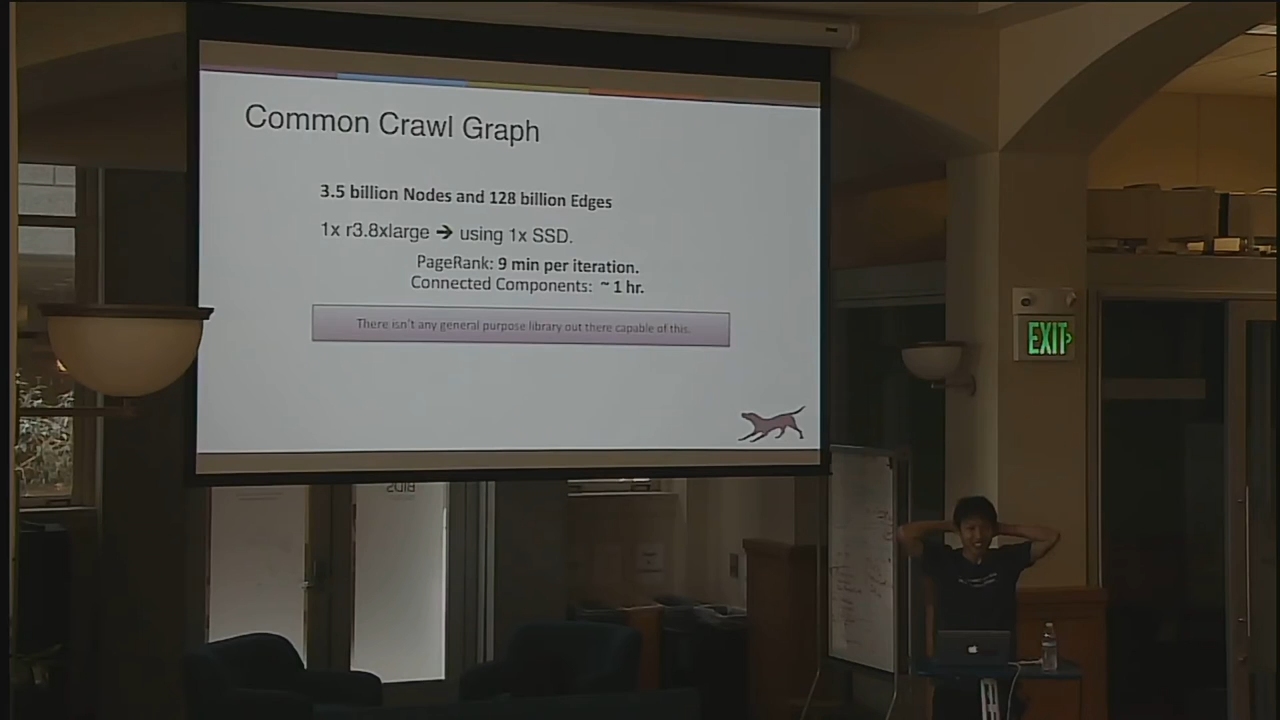 Common Crawl Graph
3.5 billion Nodes and 128 billion Edges
1x r3.8xlarge ➔ using 1x SSD.
PageRank: 9 min per iteration.
Connected Components: ~ 1 hr.
There isn't any general purpose library out there capable of this.
EXIT